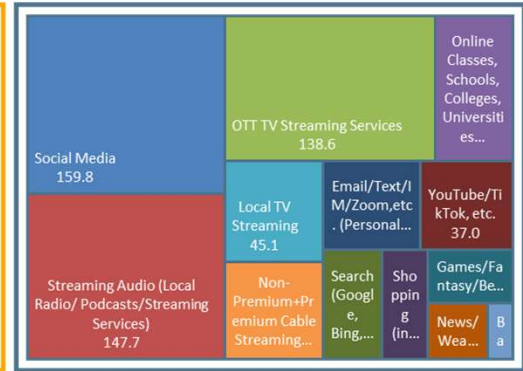 Social Media
159.8
Streaming Audio (Local
Radio/ Podcasts/Streaming
Services)
147.7
OTT TV Streaming Services
138.6
Online
Classes,
Schools,
Colleges,
Universiti
es...
Local TV
Streaming
45.1
Email/Text/I
M/Zoom,etc
. (Personal...
YouTube/Ti
kTok, etc.
37.0
Non-
Premium+Pr
emium Cable
Streaming...
Search
(Googl
e,
Bing,...
Sho
ppin
g
(in...
Games/Fa
ntasy/Be...
News/
Wea...
Ba